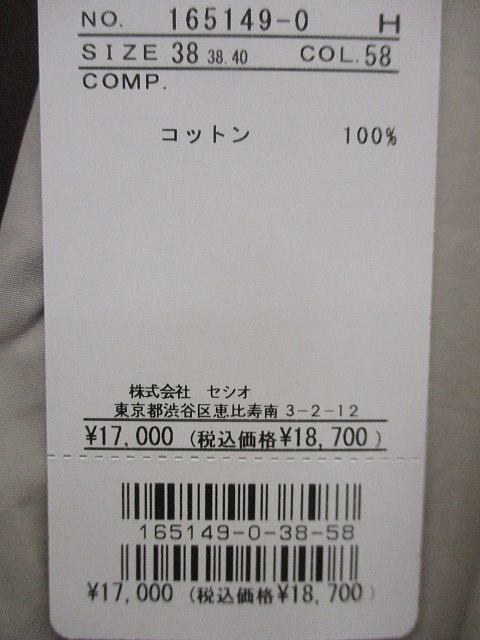 NO. 165149-0 H
SIZE 38 38.40 COL.58
COMP.
コットン 100%
株式会社 セシオ
東京都渋谷区恵比寿南 3-2-12
¥17,000 (税込価格¥18,700)
165149-0-38-58
¥17,000 (税込価格¥18,700)